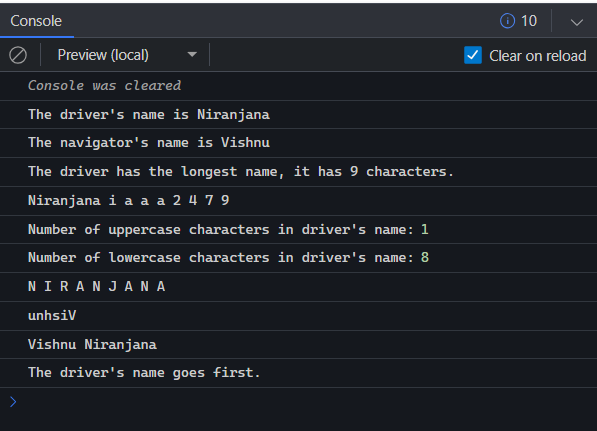 Console
10
Preview (local)
Clear on reload
Console was cleared
The driver's name is Niranjana
The navigator's name is Vishnu
The driver has the longest name, it has 9 characters.
Niranjana i a a a 2 4 7 9
Number of uppercase characters in driver's name: 1
Number of lowercase characters in driver's name: 8
N I R A N J A N A
unhsiV
Vishnu Niranjana
The driver's name goes first.